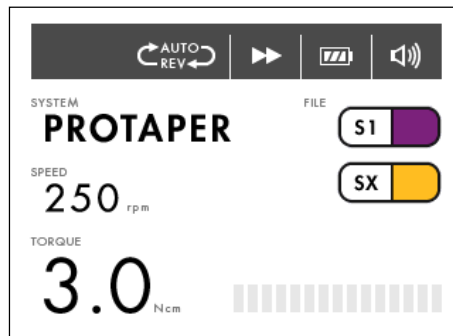 AUTO
REV
SYSTEM
PROTAPER
FILE
S1
SX
SPEED
250 rpm
TORQUE
3.0 Ncm